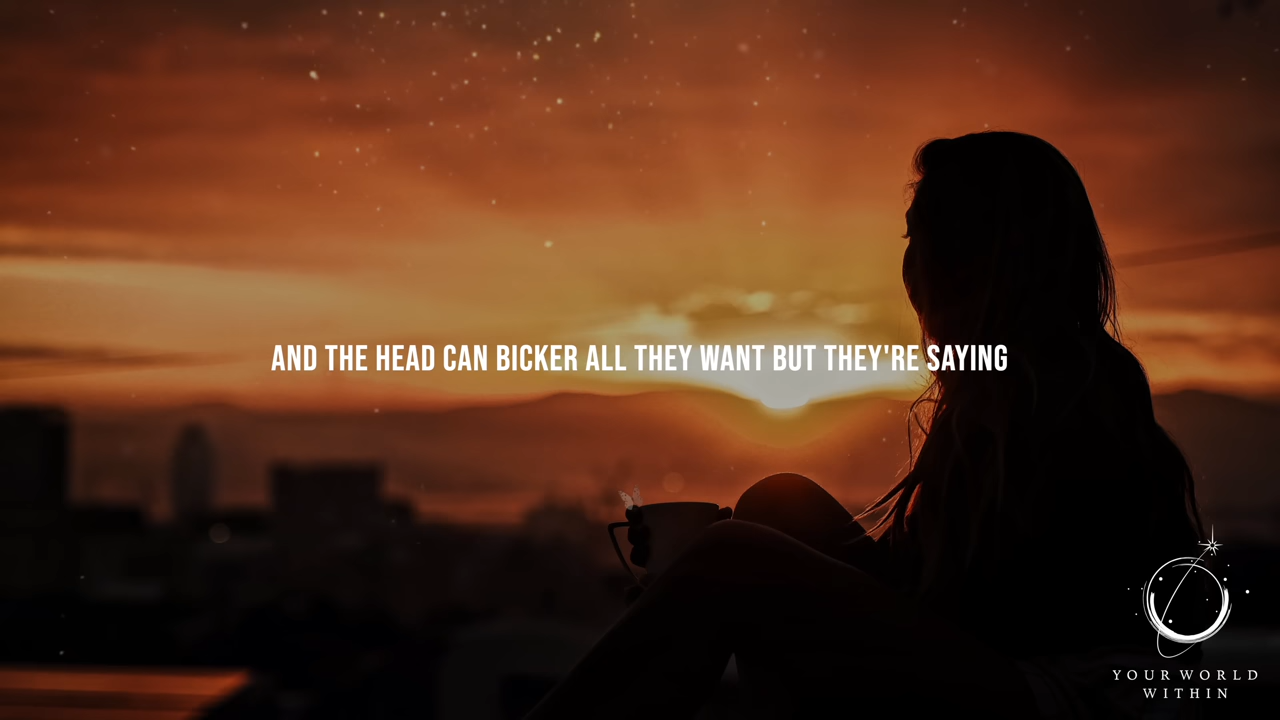 AND THE HEAD CAN BICKER ALL THEY WANT BUT THEY'RE SAYING
YOUR WORLD
WITHIN